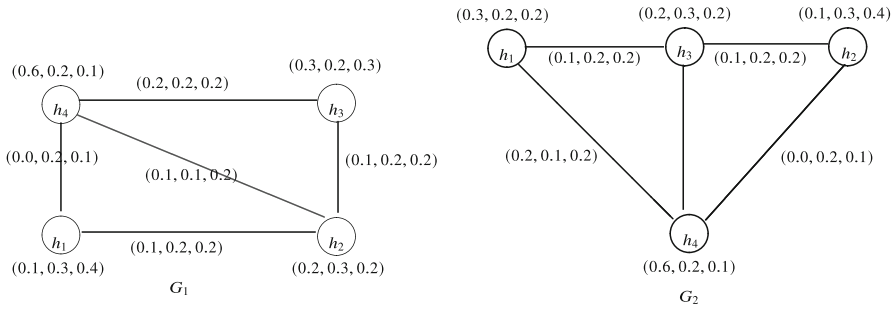 (0.6, 0.2, 0.1)
(0.3, 0.2, 0.3)
(0.2, 0.2, 0.2)
h4
h3
(0.0, 0.2, 0.1)
(0.1, 0.1, 0.2)
(0.1, 0.2, 0.2)
h1
h2
(0.1, 0.2, 0.2)
(0.1, 0.3, 0.4)
(0.2, 0.3, 0.2)
G1
(0.3, 0.2, 0.2)
(0.2, 0.3, 0.2)
(0.1, 0.3, 0.4)
h1
h3
h2
(0.1, 0.2, 0.2)
(0.1, 0.2, 0.2)
(0.2, 0.1, 0.2)
(0.0, 0.2, 0.1)
h4
(0.6, 0.2, 0.1)
G2